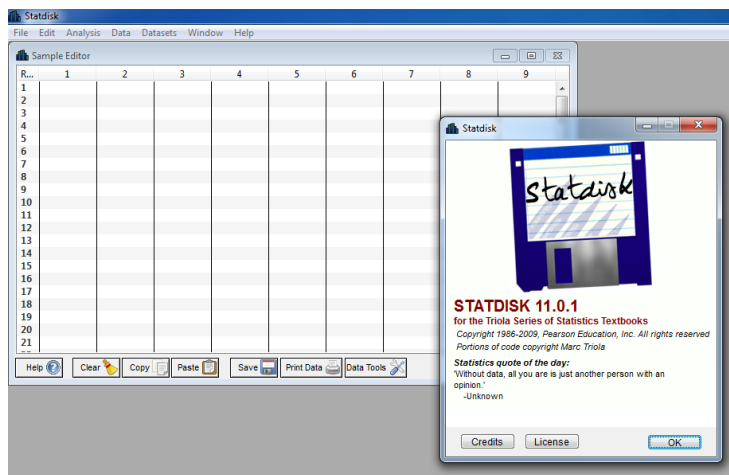 Statdisk
File Edit Analysis Data Datasets Window Help
Sample Editor
R... 1 2 3 4 5 6 7 8 9
1
2
3
4
5
6
7
8
9
10
11
12
13
14
15
16
17
18
19
20
21
Help Clear Copy Paste Save Print Data Data Tools
Statdisk
Statdisk
STATDISK 11.0.1
for the Triola Series of Statistics Textbooks
Copyright 1986-2009, Pearson Education, Inc. All rights reserved
Portions of code copyright Marc Triola
Statistics quote of the day:
'Without data, all you are is just another person with an
opinion.'
-Unknown
Credits License OK